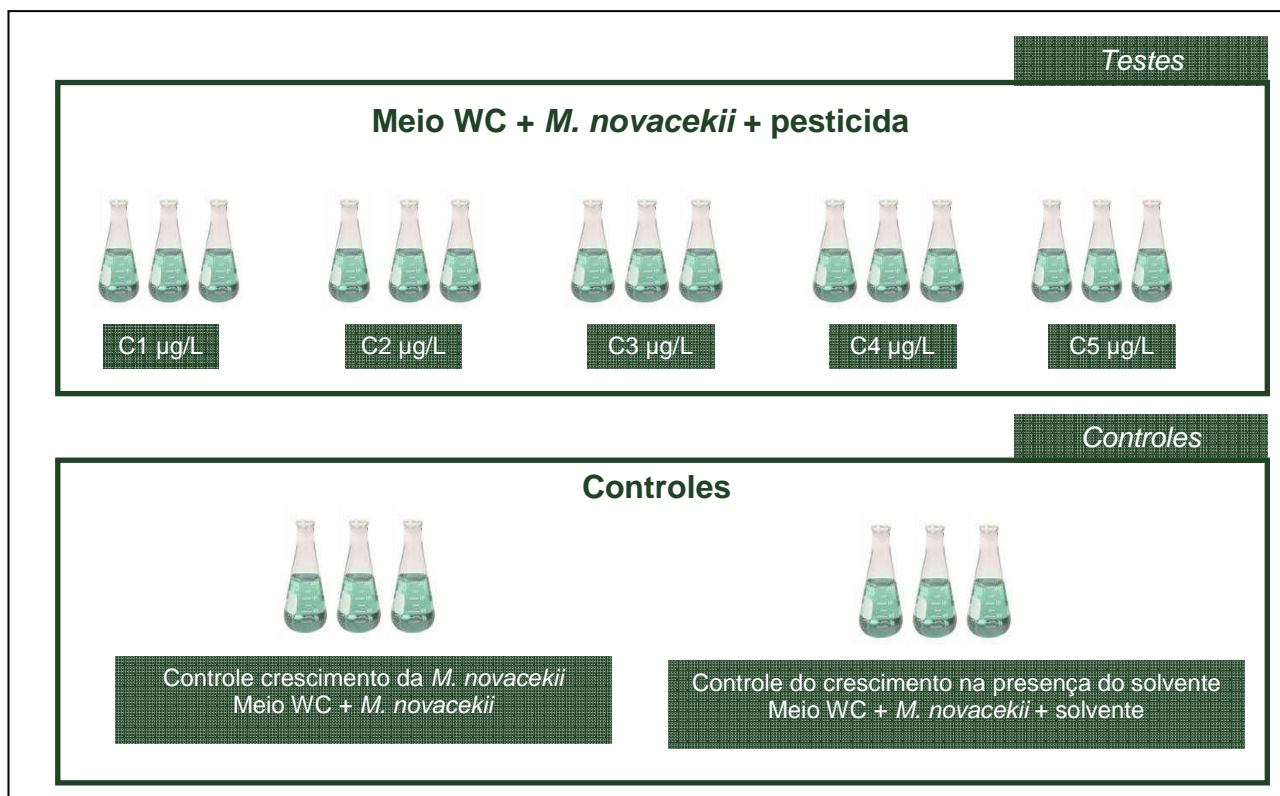 Testes
Meio WC + M. novacekii + pesticida
C1 µg/L
C2 µg/L
C3 µg/L
C4 µg/L
C5 µg/L
Controles
Controles
Controle crescimento da M. novacekii
Meio WC + M. novacekii
Controle do crescimento na presença do solvente
Meio WC + M. novacekii + solvente